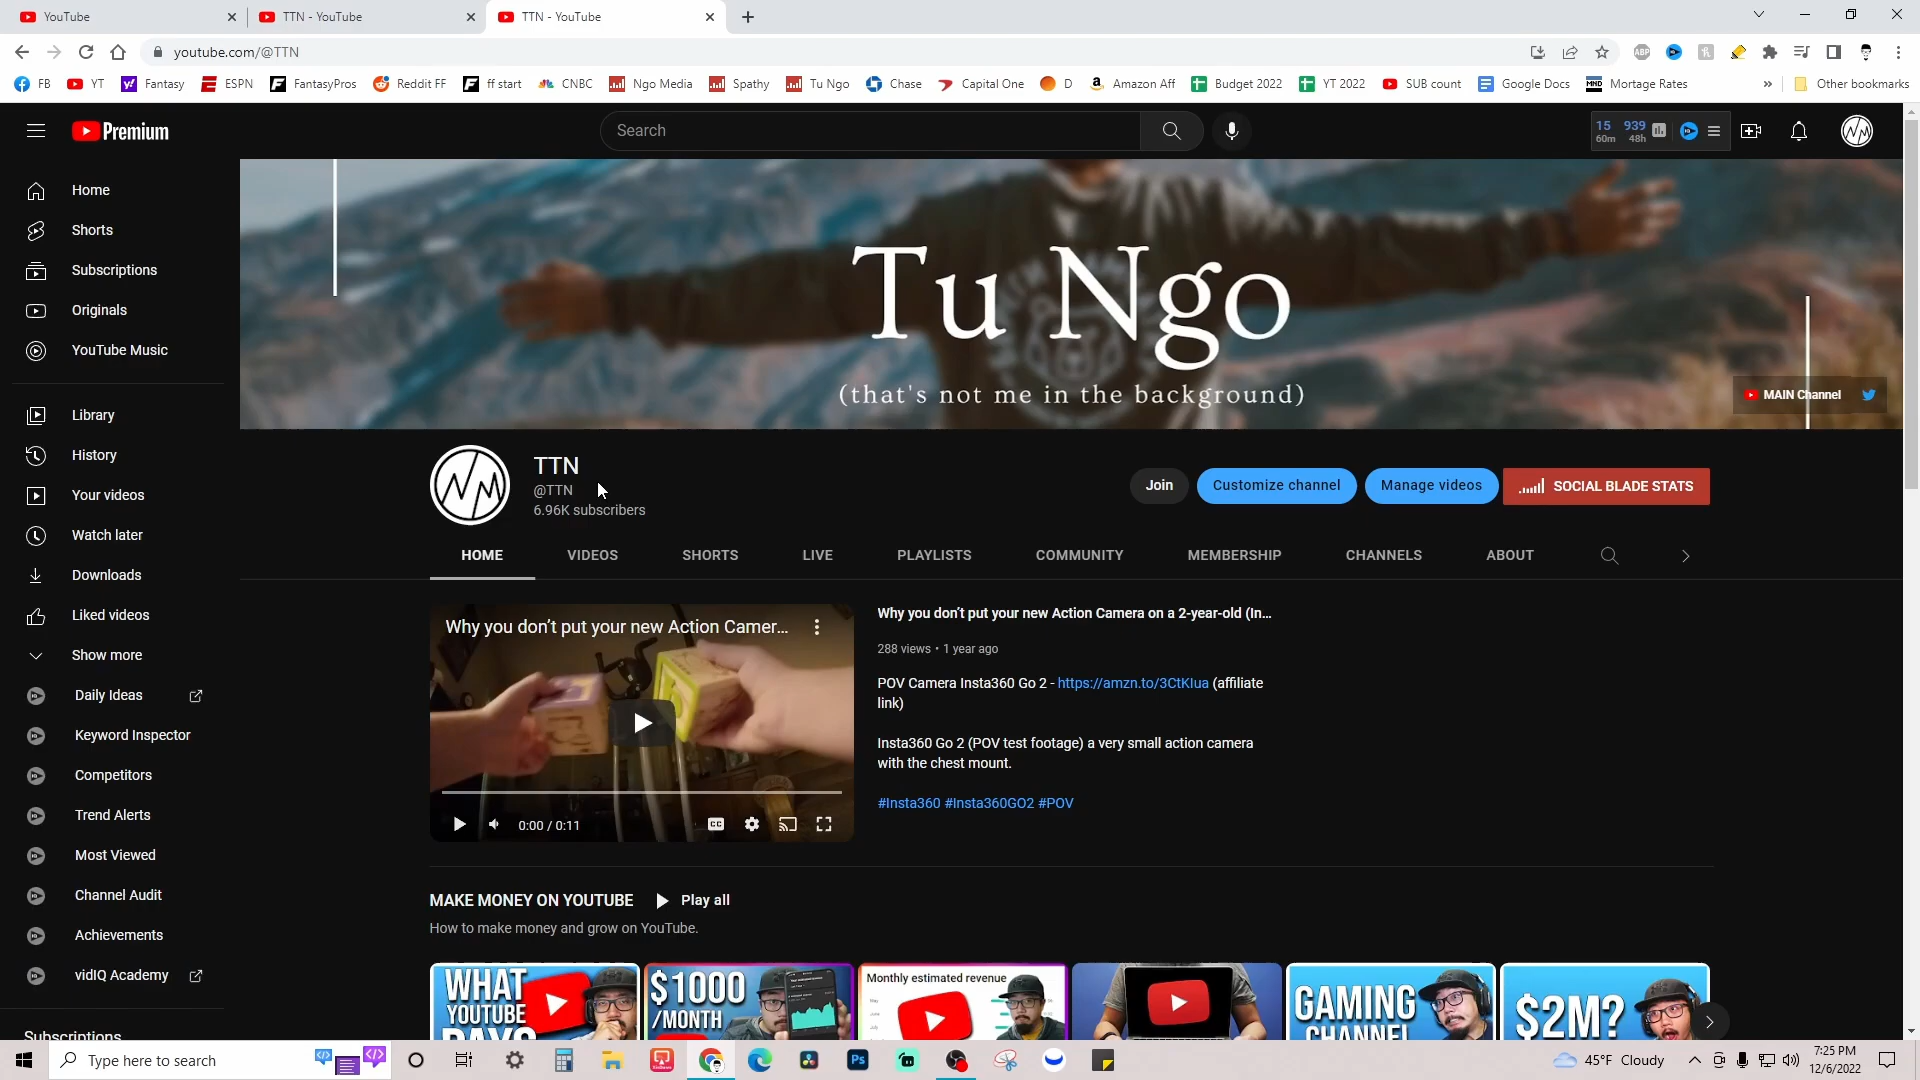 YouTube
TTN - YouTube
TTN - YouTube
youtube.com/@TTN
FB
YT
Fantasy
ESPN
FantasyPros
Reddit FF
ff start
CNBC
Ngo Media
Spathy
Tu Ngo
Chase
Capital One
D
Amazon Aff
Budget 2022
YT 2022
SUB count
Google Docs
Mortage Rates
»
Other bookmarks
Premium
Search
15
60m
939
48h
Home
Shorts
Subscriptions
Originals
YouTube Music
Library
History
Your videos
Watch later
Downloads
Liked videos
Show more
Daily Ideas
Keyword Inspector
Competitors
Trend Alerts
Most Viewed
Channel Audit
Achievements
vidIQ Academy
Subscriptions
Tu Ngo
(that's not me in the background)
MAIN Channel
TTN
@TTN
6.96K subscribers
Join
Customize channel
Manage videos
SOCIAL BLADE STATS
HOME
VIDEOS
SHORTS
LIVE
PLAYLISTS
COMMUNITY
MEMBERSHIP
CHANNELS
ABOUT
Why you don’t put your new Action Camer...
0:00 / 0:11
CC
Why you don’t put your new Action Camera on a 2-year-old (In...
288 views • 1 year ago
POV Camera Insta360 Go 2 - https://amzn.to/3CtKIua (affiliate
link)
Insta360 Go 2 (POV test footage) a very small action camera
with the chest mount.
#Insta360 #Insta360GO2 #POV
MAKE MONEY ON YOUTUBE
Play all
How to make money and grow on YouTube.
WHAT
YOUTUBE
PAYS
$1000
/MONTH
Monthly estimated revenue
GAMING
CHANNEL
$2M?
Type here to search
Ps
45°F Cloudy
7:25 PM
12/6/2022